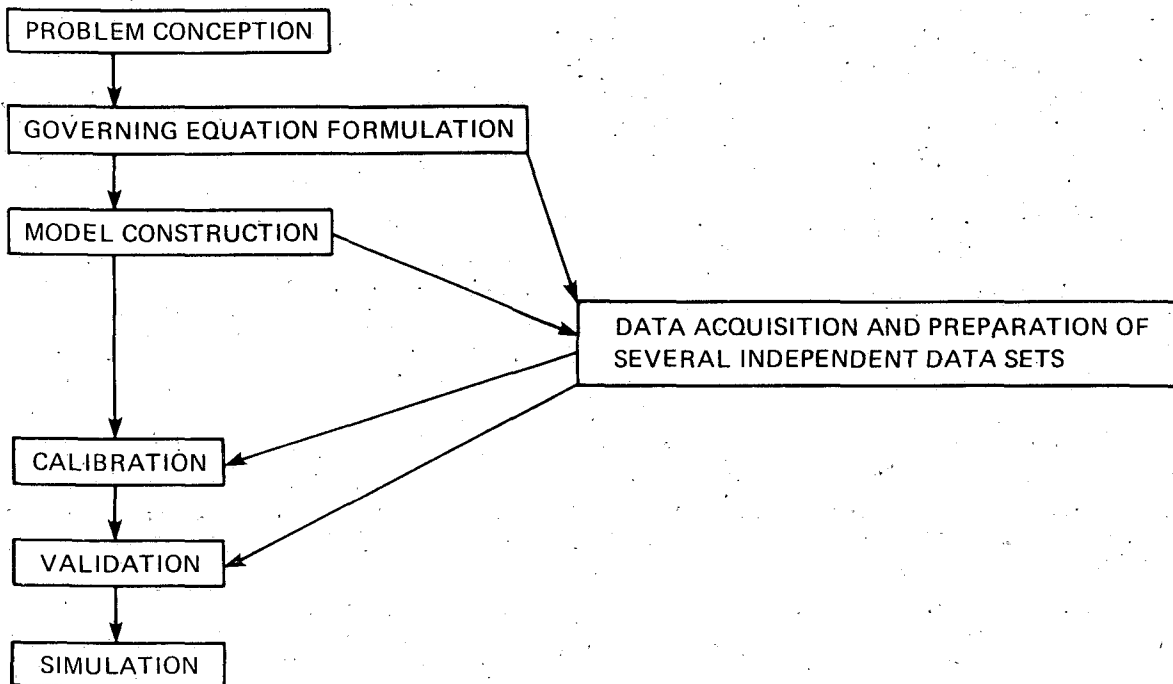 PROBLEM CONCEPTION
GOVERNING EQUATION FORMULATION
MODEL CONSTRUCTION
DATA ACQUISITION AND PREPARATION OF
SEVERAL INDEPENDENT DATA SETS
CALIBRATION
VALIDATION
SIMULATION